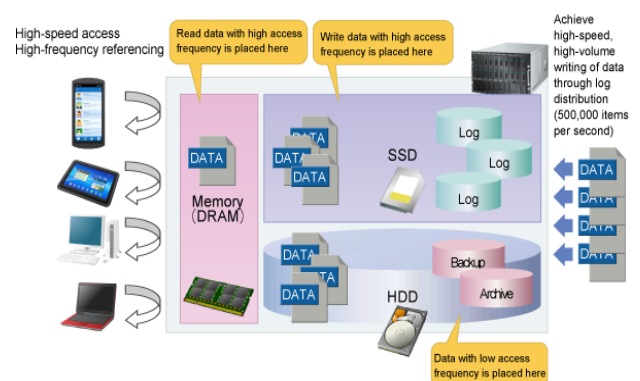 High-speed access
High-frequency referencing
Read data with high access
frequency is placed here
Write data with high access
frequency is placed here
Achieve
high-speed,
high-volume
writing of data
through log
distribution
(500,000 items
per second)
DATA
Memory
(DRAM)
DATA
DATA
DATA
SSD
Log
Log
Log
DATA
DATA
DATA
DATA
DATA
DATA
DATA
HDD
Backup
Archive
Data with low access
frequency is placed here